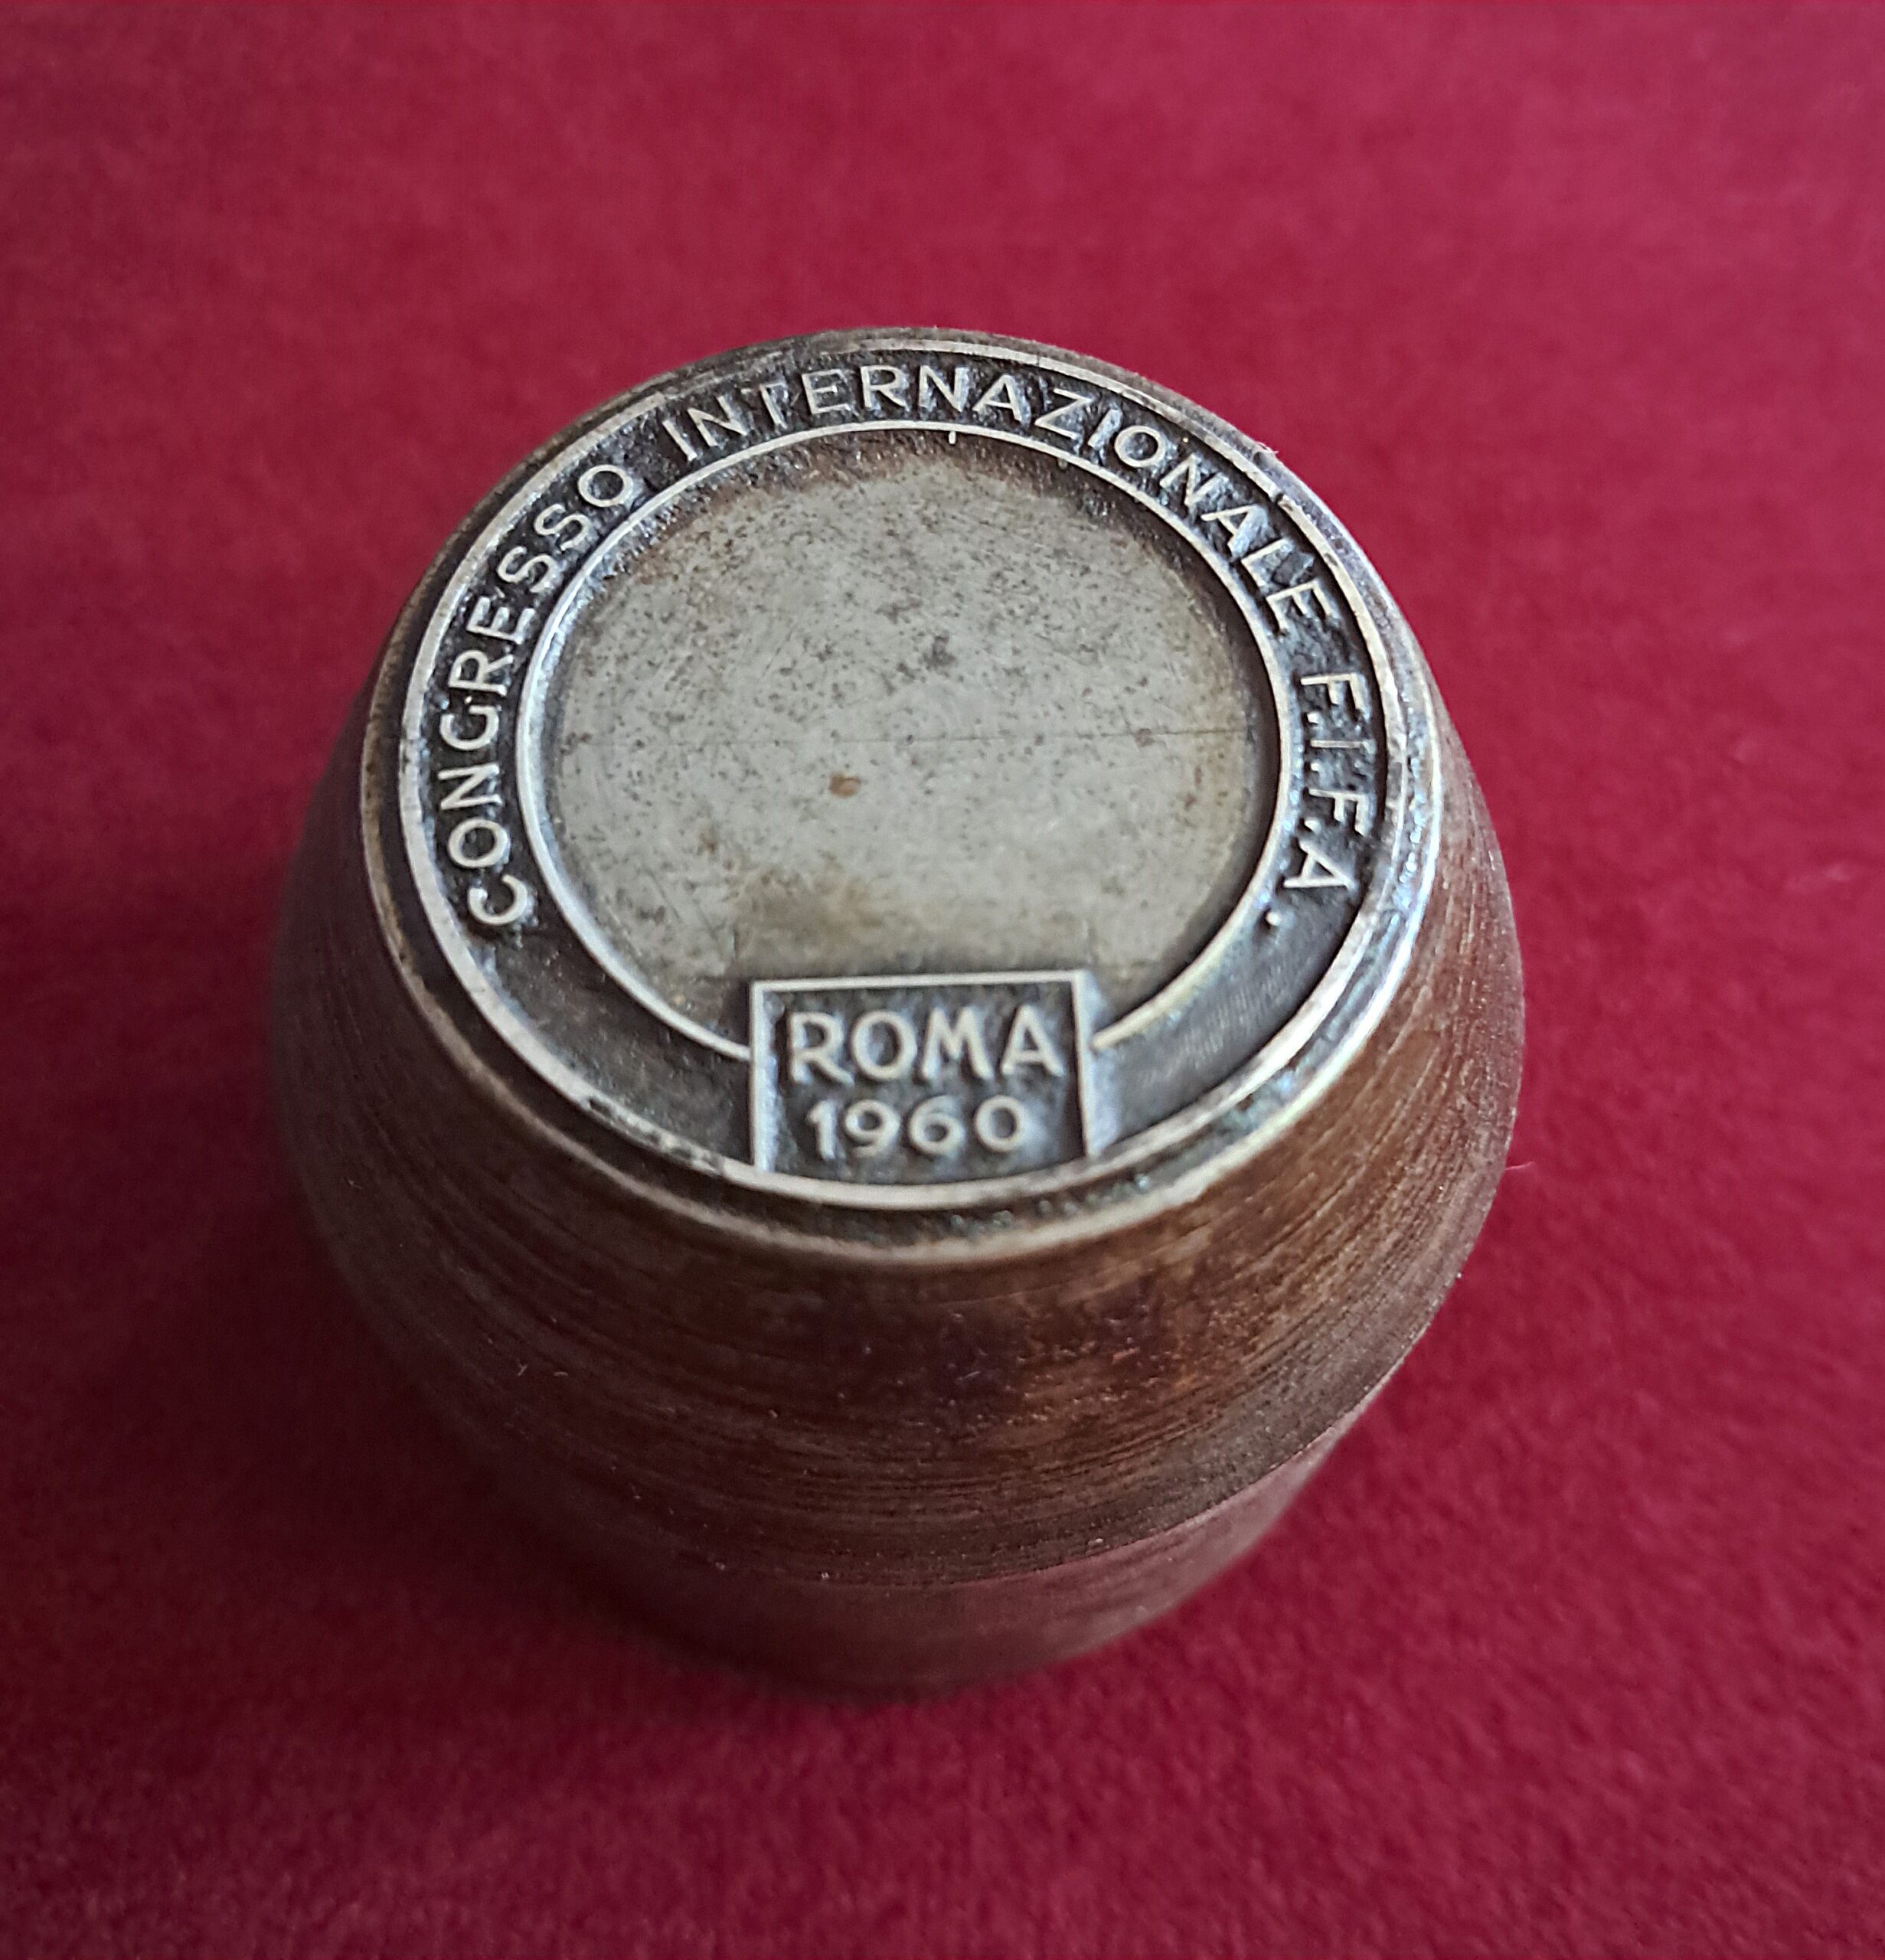 CONGRESSO INTERNAZIONALE F.I.F.A.
ROMA
1960